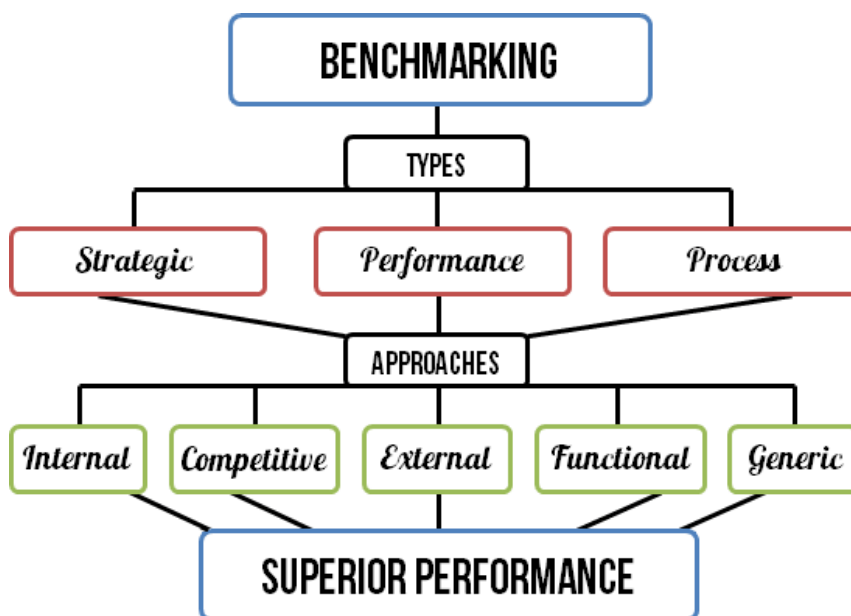 BENCHMARKING
TYPES
Strategic
Performance
Process
APPROACHES
Internal
Competitive
External
Functional
Generic
SUPERIOR PERFORMANCE